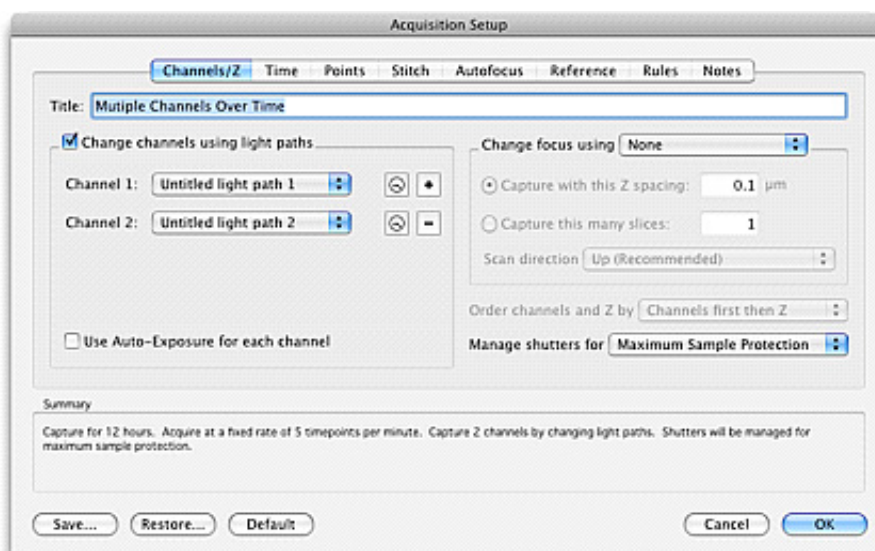 Acquisition Setup
Channels/Z Time Points Stitch Autofocus Reference Rules Notes
Title: Mutiple Channels Over Time
Change channels using light paths
Channel 1: Untitled light path 1
Channel 2: Untitled light path 2
Use Auto-Exposure for each channel
Change focus using None
Capture with this Z spacing: 0.1 µm
Capture this many slices: 1
Scan direction Up (Recommended)
Order channels and Z by Channels first then Z
Manage shutters for Maximum Sample Protection
Summary
Capture for 12 hours. Acquire at a fixed rate of 5 timepoints per minute. Capture 2 channels by changing light paths. Shutters will be managed for
maximum sample protection.
Save... Restore... Default Cancel OK